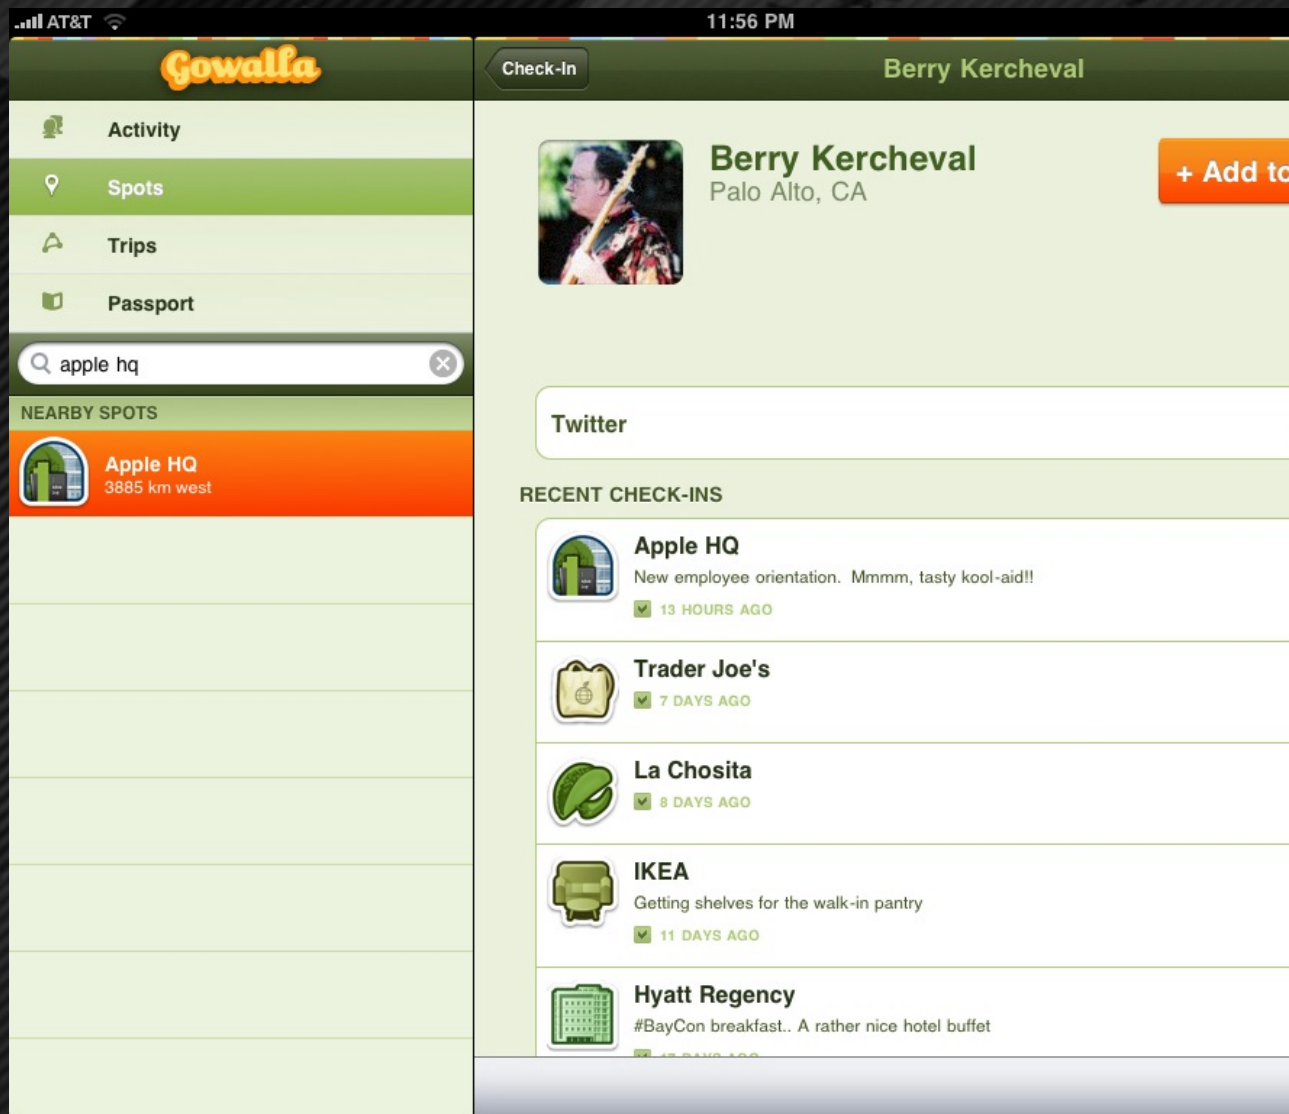 AT&T
11:56 PM
Gowalla
Activity
Spots
Trips
Passport
apple hq
NEARBY SPOTS
Apple HQ
3885 km west
Check-In
Berry Kercheval
Berry Kercheval
Palo Alto, CA
+ Add to
Twitter
RECENT CHECK-INS
Apple HQ
New employee orientation.  Mmmm, tasty kool-aid!!
13 HOURS AGO
Trader Joe's
7 DAYS AGO
La Chosita
8 DAYS AGO
IKEA
Getting shelves for the walk-in pantry
11 DAYS AGO
Hyatt Regency
#BayCon breakfast.. A rather nice hotel buffet
DAYS AGO